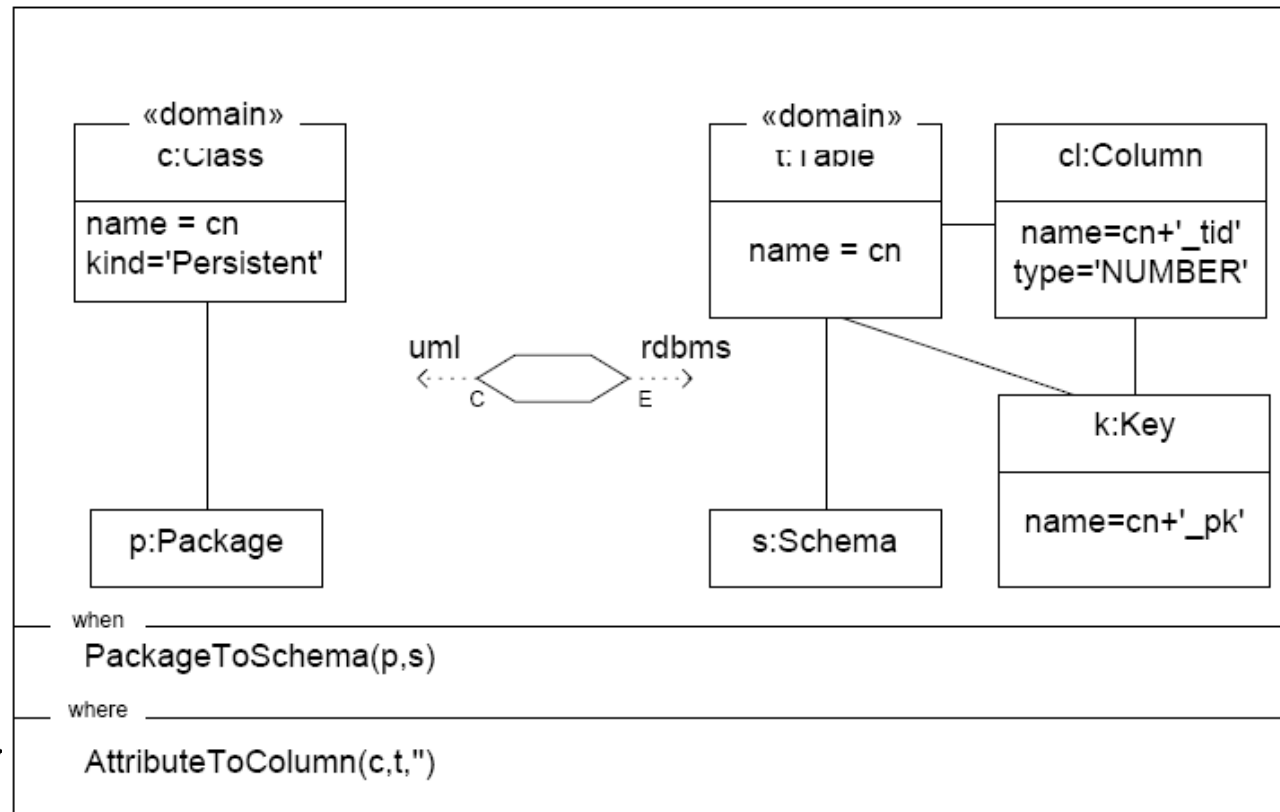 «domain»
c:Class
name = cn
kind='Persistent'
p:Package
uml
C
rdbms
E
«domain»
t:Table
name = cn
cl:Column
name=cn+'_tid'
type='NUMBER'
k:Key
name=cn+'_pk'
s:Schema
when
PackageToSchema(p,s)
where
AttributeToColumn(c,t,'')